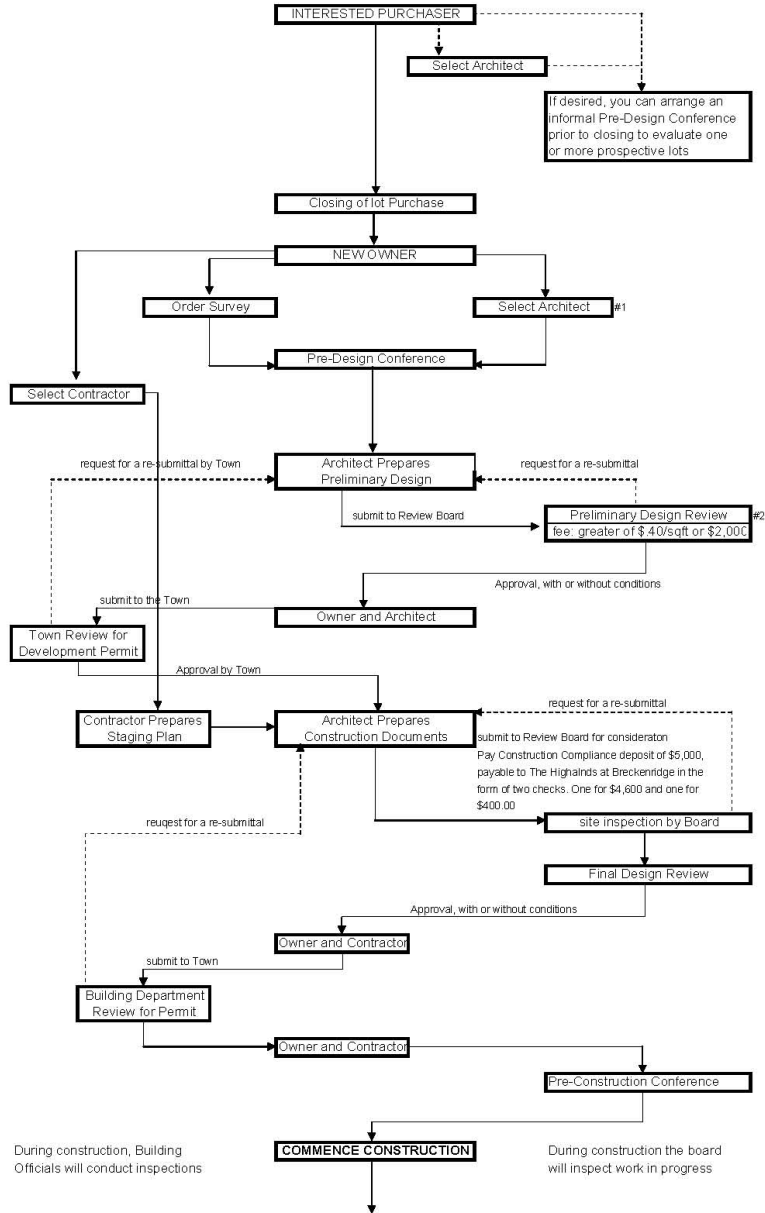 INTERESTED PURCHASER
Select Architect
If desired, you can arrange an
informal Pre-Design Conference
prior to closing to evaluate one
or more prospective lots
Closing of lot Purchase
NEW OWNER
Order Survey
Select Architect
#1
Pre-Design Conference
Select Contractor
request for a re-submittal by Town
Architect Prepares
Preliminary Design
request for a re-submittal
submit to Review Board
Preliminary Design Review
#2
fee: greater of $.40/sqft or $2,000
Approval, with or without conditions
submit to the Town
Owner and Architect
Town Review for
Development Permit
Approval by Town
request for a re-submittal
Contractor Prepares
Staging Plan
Architect Prepares
Construction Documents
submit to Review Board for consideraton
Pay Construction Compliance deposit of $5,000,
payable to The Highalnds at Breckenridge in the
form of two checks. One for $4,600 and one for
$400.00
reuqest for a re-submittal
site inspection by Board
Final Design Review
Approval, with or without conditions
Owner and Contractor
submit to Town
Building Department
Review for Permit
Owner and Contractor
Pre-Construction Conference
During construction, Building
Officials will conduct inspections
COMMENCE CONSTRUCTION
During construction the board
will inspect work in progress